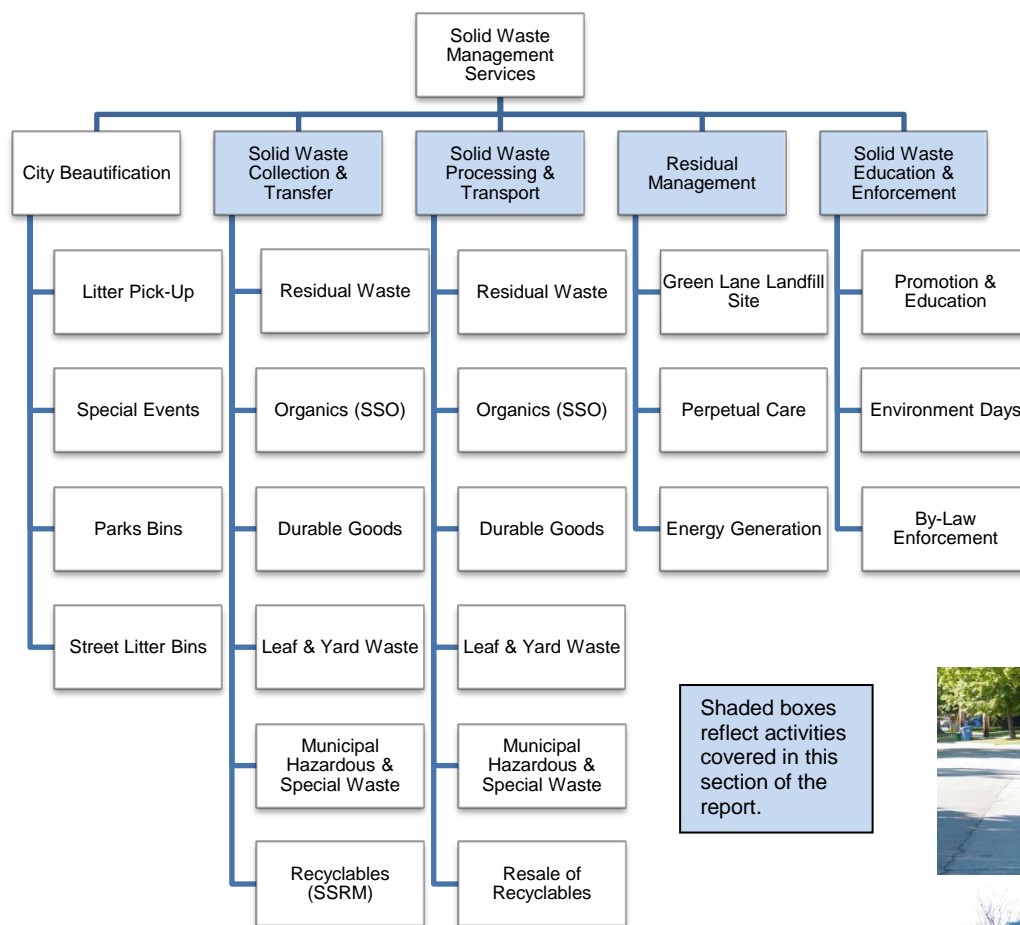 Solid Waste
Management
Services
City Beautification
Solid Waste
Collection &
Transfer
Solid Waste
Processing &
Transport
Residual
Management
Solid Waste
Education &
Enforcement
Litter Pick-Up
Special Events
Parks Bins
Street Litter Bins
Residual Waste
Organics (SSO)
Durable Goods
Leaf & Yard Waste
Municipal
Hazardous &
Special Waste
Recyclables
(SSRM)
Residual Waste
Organics (SSO)
Durable Goods
Leaf & Yard Waste
Municipal
Hazardous &
Special Waste
Resale of
Recyclables
Green Lane Landfill
Site
Perpetual Care
Energy Generation
Promotion &
Education
Environment Days
By-Law
Enforcement
Shaded boxes
reflect activities
covered in this
section of the
report.